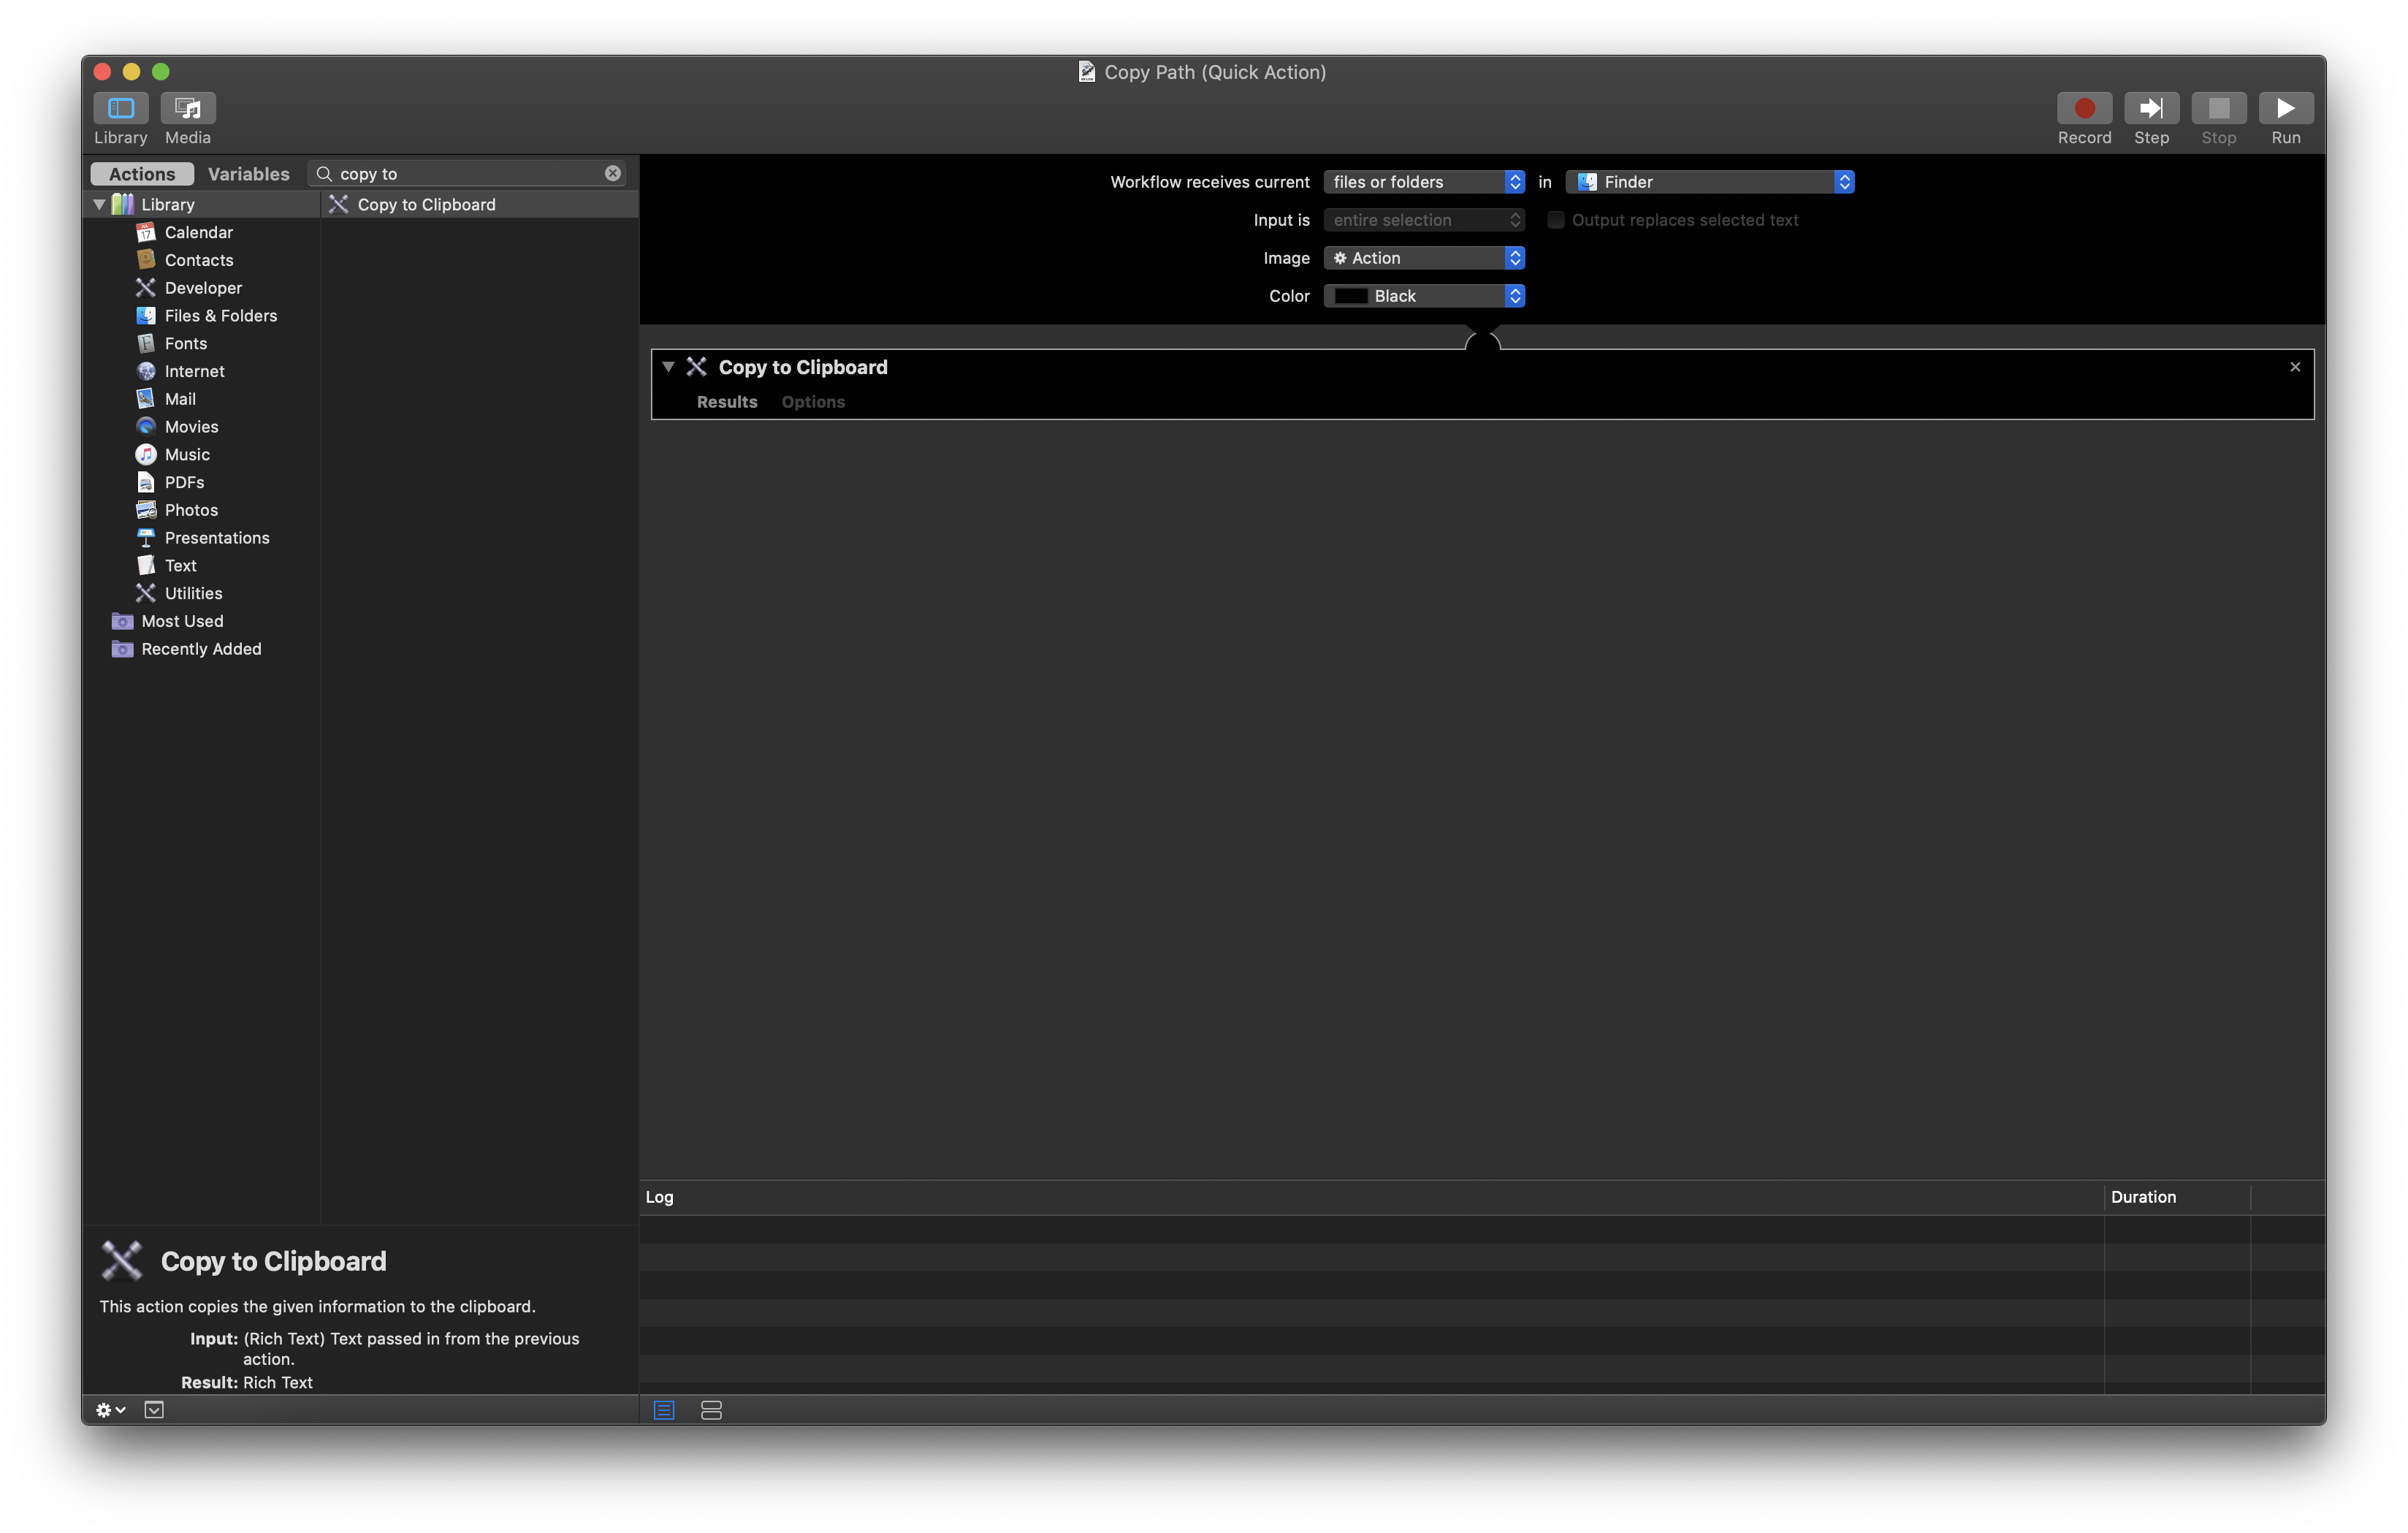 Copy Path (Quick Action)
Library
Media
Record
Step
Stop
Run
Actions
Variables
copy to
Library
Calendar
17
Contacts
Developer
Files & Folders
Fonts
Internet
Mail
Movies
Music
PDFs
Photos
Presentations
Text
Utilities
Most Used
Recently Added
Copy to Clipboard
Workflow receives current files or folders in Finder
Input is entire selection Output replaces selected text
Image Action
Color Black
Copy to Clipboard
Results Options
Log Duration
Copy to Clipboard
This action copies the given information to the clipboard.
Input: (Rich Text) Text passed in from the previous
action.
Result: Rich Text